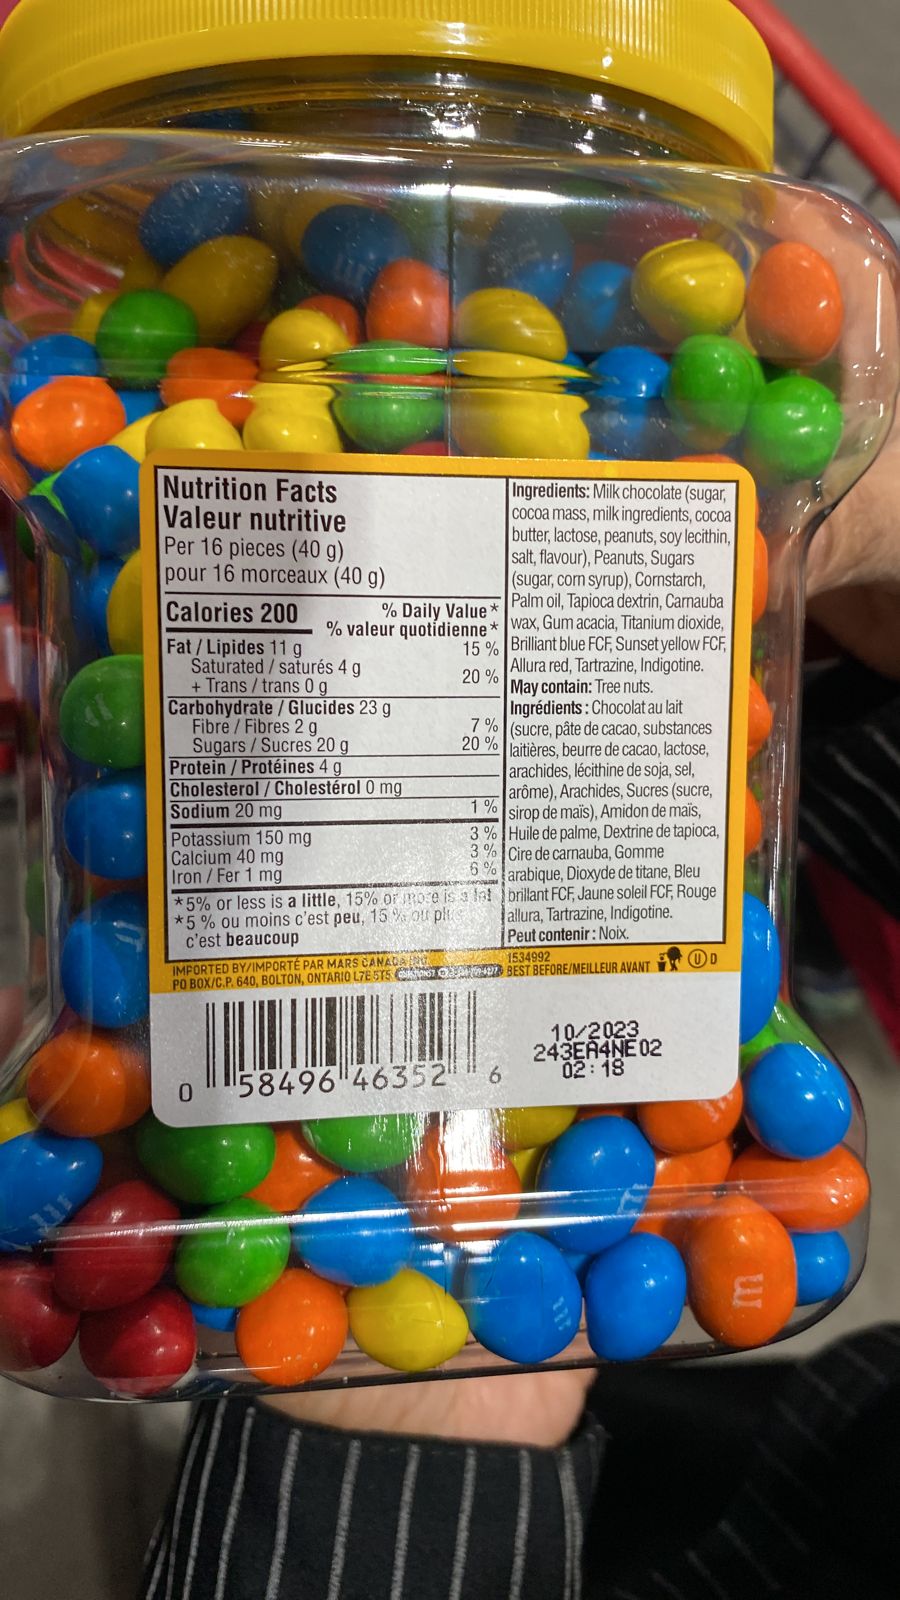 Nutrition Facts
Valeur nutritive
Per 16 pieces (40 g)
pour 16 morceaux (40 g)
Calories 200
% Daily Value*
% valeur quotidienne*
Fat / Lipides 11 g 15 %
Saturated / saturés 4 g
+ Trans / trans 0 g 20 %
Carbohydrate / Glucides 23 g
Fibre / Fibres 2 g 7 %
Sugars / Sucres 20 g 20 %
Protein / Protéines 4 g
Cholesterol / Cholestérol 0 mg
Sodium 20 mg 1 %
Potassium 150 mg 3 %
Calcium 40 mg 3 %
Iron / Fer 1 mg 6 %
*5% or less is a little, 15% or more is a lot
*5 % ou moins c'est peu, 15 % ou plus
c'est beaucoup
Ingredients: Milk chocolate (sugar,
cocoa mass, milk ingredients, cocoa
butter, lactose, peanuts, soy lecithin,
salt, flavour), Peanuts, Sugars
(sugar, corn syrup), Cornstarch,
Palm oil, Tapioca dextrin, Carnauba
wax, Gum acacia, Titanium dioxide,
Brilliant blue FCF, Sunset yellow FCF,
Allura red, Tartrazine, Indigotine.
May contain: Tree nuts.
Ingrédients : Chocolat au lait
(sucre, pâte de cacao, substances
laitières, beurre de cacao, lactose,
arachides, lécithine de soja, sel,
arôme), Arachides, Sucres (sucre,
sirop de maïs), Amidon de maïs,
Huile de palme, Dextrine de tapioca,
Cire de carnauba, Gomme
arabique, Dioxyde de titane, Bleu
brillant FCF, Jaune soleil FCF, Rouge
allura, Tartrazine, Indigotine.
Peut contenir : Noix.
IMPORTED BY/IMPORTÉ PAR MARS CANADA INC.
PO BOX/C.P. 640, BOLTON, ONTARIO L7E 5T5
1534992
BEST BEFORE/MEILLEUR AVANT
U D
0 58496 46352 6
10/2023
243EA4NE02
02:18
m
m
m